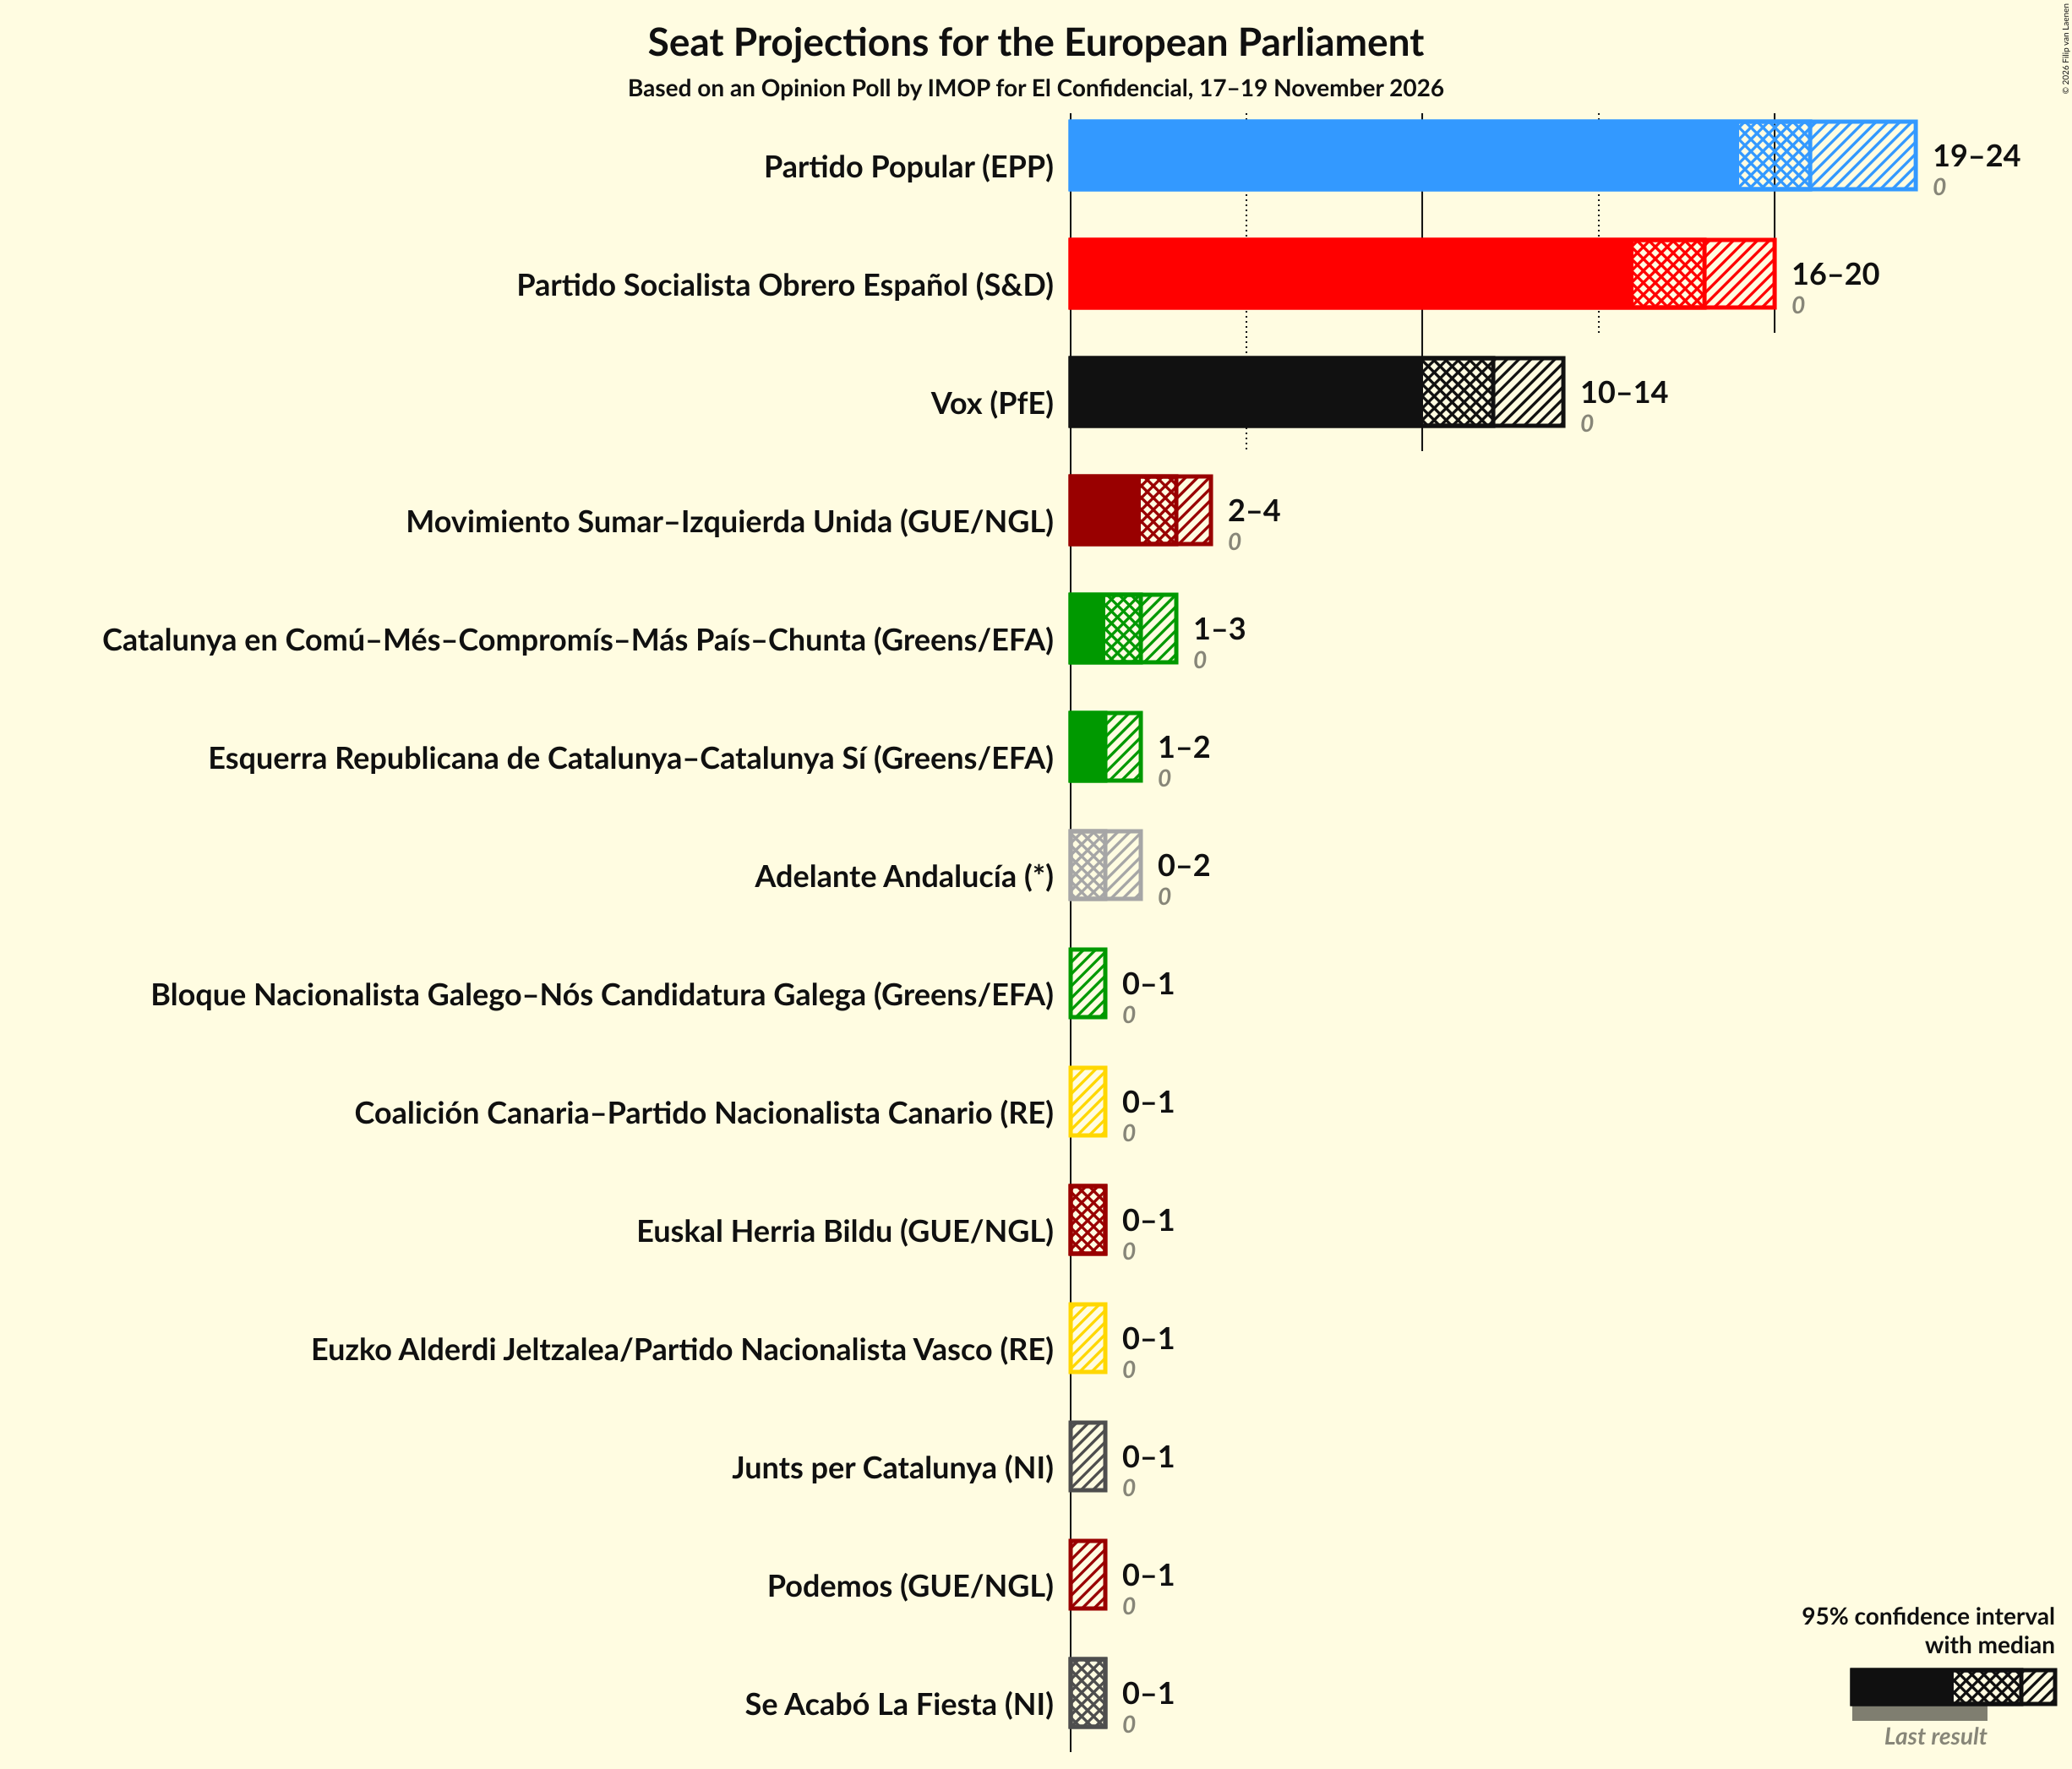 Seat Projections for the European Parliament
Based on an Opinion Poll by IMOP for El Confidencial, 17–19 November 2026
© 2026 Filip van Laenen
Partido Popular (EPP)
19–24
0
Partido Socialista Obrero Español (S&D)
16–20
0
Vox (PfE)
10–14
0
Movimiento Sumar–Izquierda Unida (GUE/NGL)
2–4
0
Catalunya en Comú–Més–Compromís–Más País–Chunta (Greens/EFA)
1–3
0
Esquerra Republicana de Catalunya–Catalunya Sí (Greens/EFA)
1–2
0
Adelante Andalucía (*)
0–2
0
Bloque Nacionalista Galego–Nós Candidatura Galega (Greens/EFA)
0–1
0
Coalición Canaria–Partido Nacionalista Canario (RE)
0–1
0
Euskal Herria Bildu (GUE/NGL)
0–1
0
Euzko Alderdi Jeltzalea/Partido Nacionalista Vasco (RE)
0–1
0
Junts per Catalunya (NI)
0–1
0
Podemos (GUE/NGL)
0–1
0
Se Acabó La Fiesta (NI)
0–1
0
95% confidence interval
with median
Last result